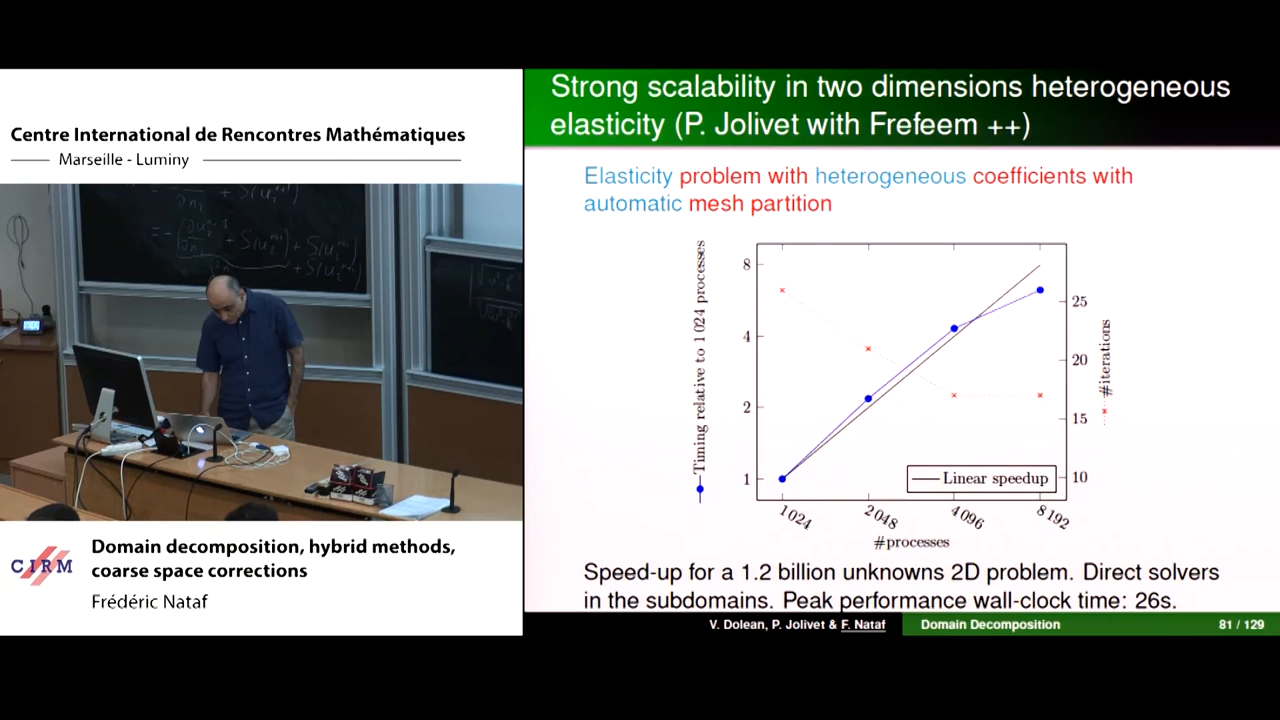 Centre International de Rencontres Mathématiques
Marseille - Luminy
CIRM
Domain decomposition, hybrid methods,
coarse space corrections
Frédéric Nataf
Strong scalability in two dimensions heterogeneous
elasticity (P. Jolivet with Frefeem ++)
Elasticity problem with heterogeneous coefficients with
automatic mesh partition
Timing relative to 1 024 processes
8
4
2
1
25
20
15
10
#iterations
Linear speedup
1 024
2 048
4 096
8 192
#processes
Speed-up for a 1.2 billion unknowns 2D problem. Direct solvers
in the subdomains. Peak performance wall-clock time: 26s.
V. Dolean, P. Jolivet & F. Nataf
Domain Decomposition
81 / 129